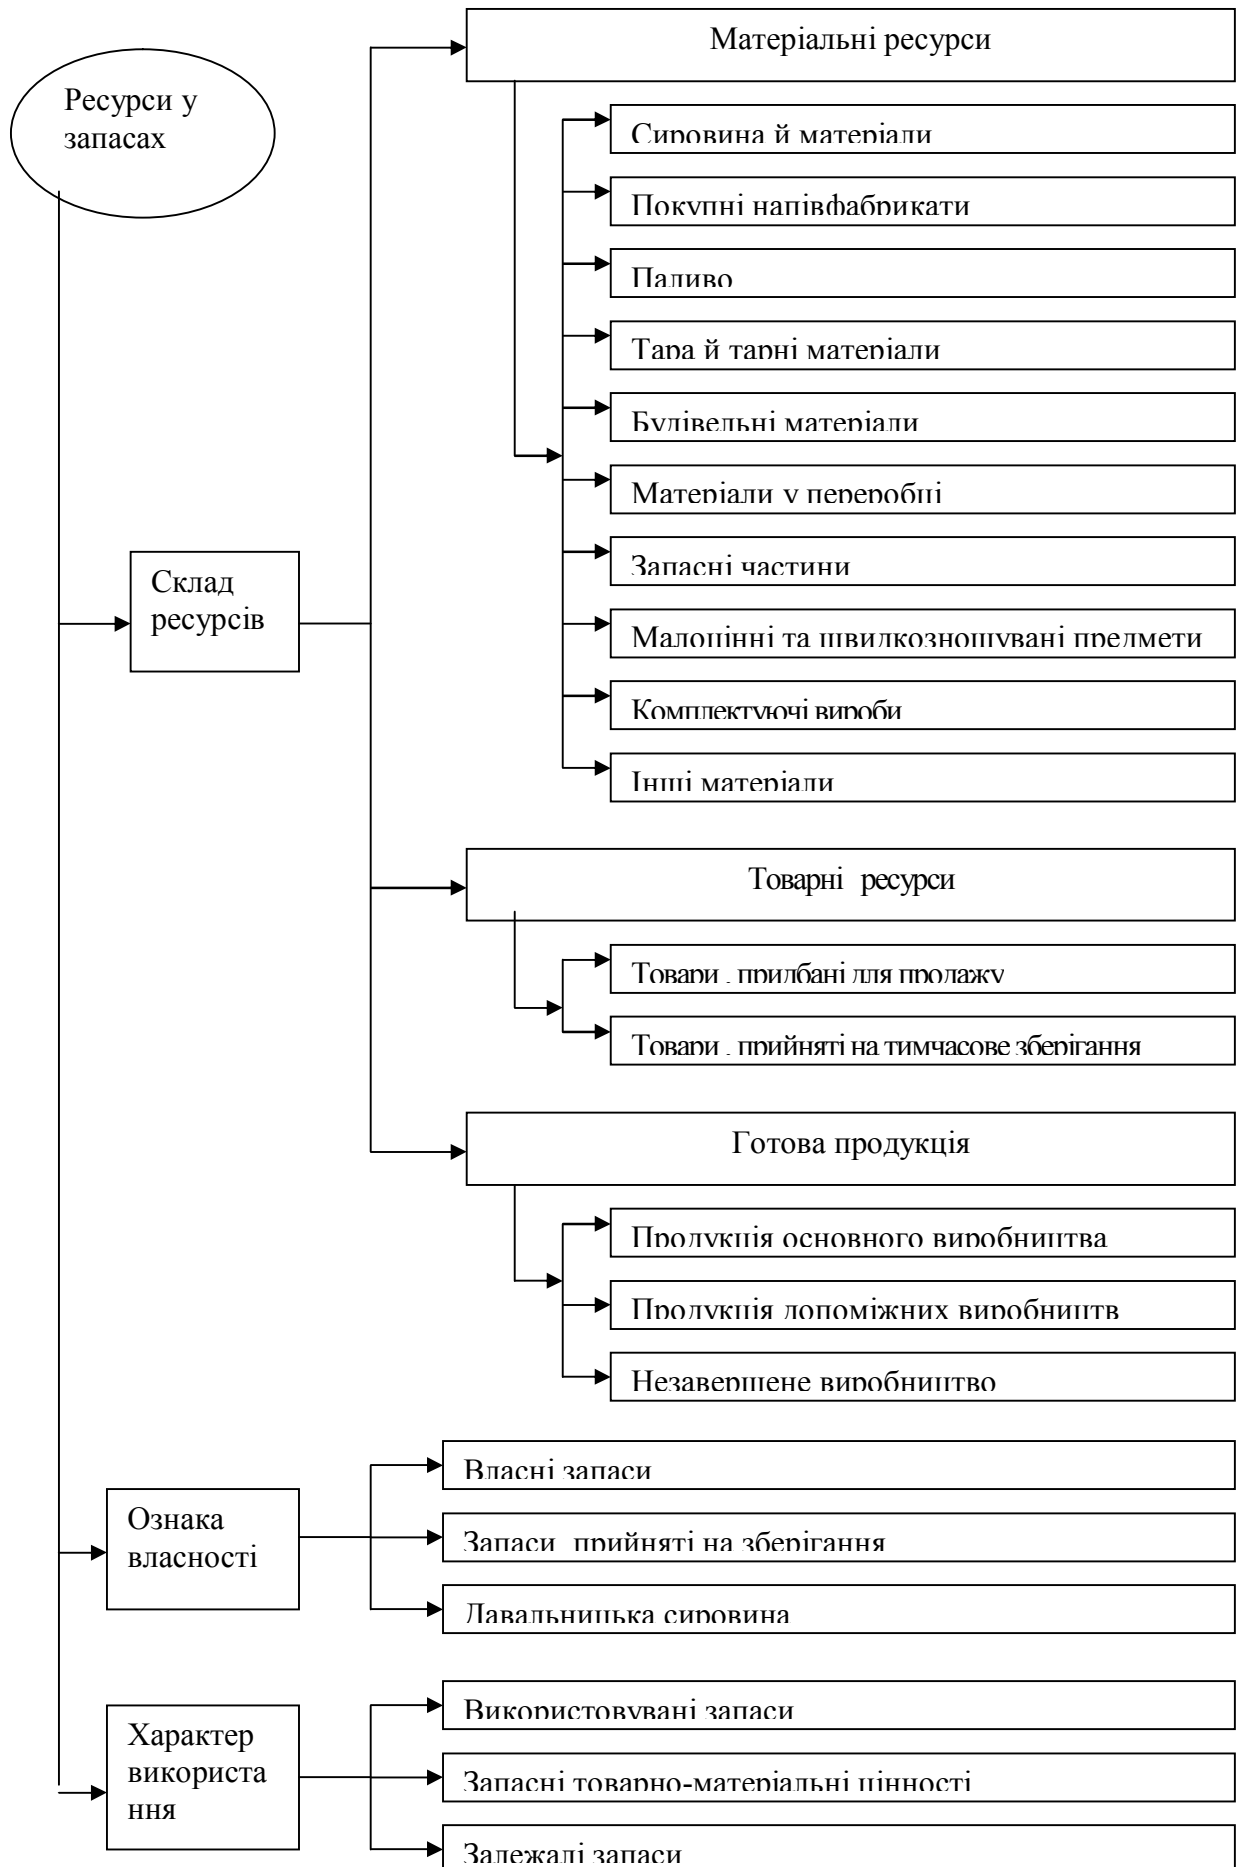 Ресурси у
запасах
Матеріальні ресурси
Сировина й матеріали
Покупні напівфабрикати
Паливо
Тара й тарні матеріали
Будівельні матеріали
Матеріали у переробці
Запасні частини
Малоцінні та швидкозношувані предмети
Комплектуючі вироби
Інші матеріали
Склад
ресурсів
Товарні ресурси
Товари , придбані для продажу
Товари , прийняті на тимчасове зберігання
Готова продукція
Продукція основного виробництва
Продукція допоміжних виробництв
Незавершене виробництво
Ознака
власності
Власні запаси
Запаси прийняті на зберігання
Давальницька сировина
Характер
використа
ння
Використовувані запаси
Запасні товарно-матеріальні цінності
Залежалі запаси